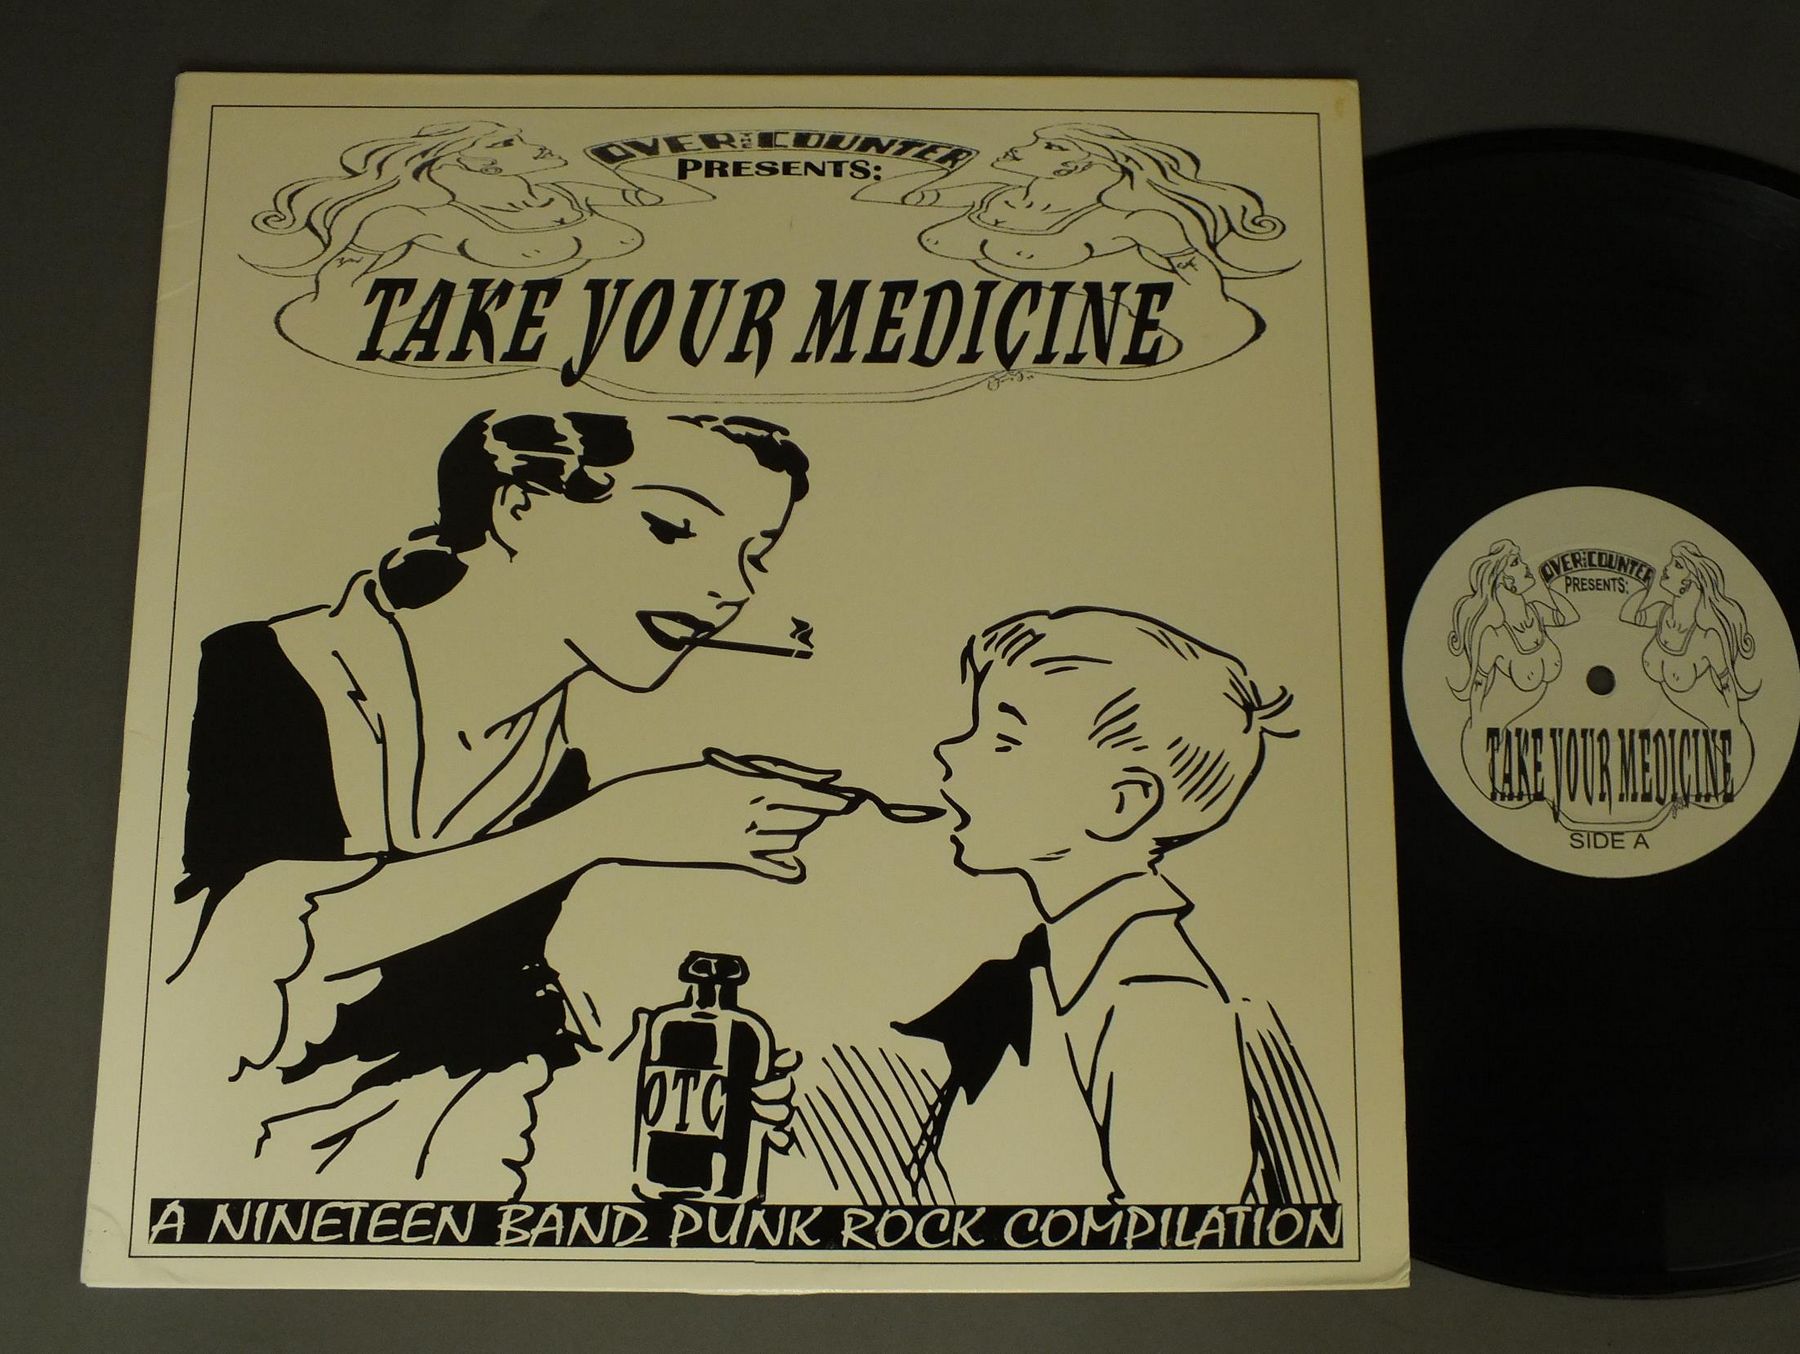 OVER THE COUNTER
PRESENTS:
TAKE YOUR MEDICINE
OTC
A NINETEEN BAND PUNK ROCK COMPILATION
OVER THE COUNTER
PRESENTS:
TAKE YOUR MEDICINE
SIDE A